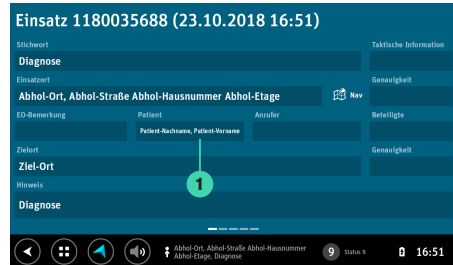 Einsatz 1180035688 (23.10.2018 16:51)
Stichwort Taktische Information
Diagnose
Einsatzort Genauigkeit
Abhol-Ort, Abhol-Straße Abhol-Hausnummer Abhol-Etage Nav
EO-Bemerkung Patient Anrufer Beteiligte
Patient-Nachname, Patient-Vorname
Zielort Genauigkeit
Ziel-Ort
1
Hinweis
Diagnose
Abhol-Ort, Abhol-Straße Abhol-Hausnummer
Abhol-Etage, Diagnose
9 Status 9 16:51